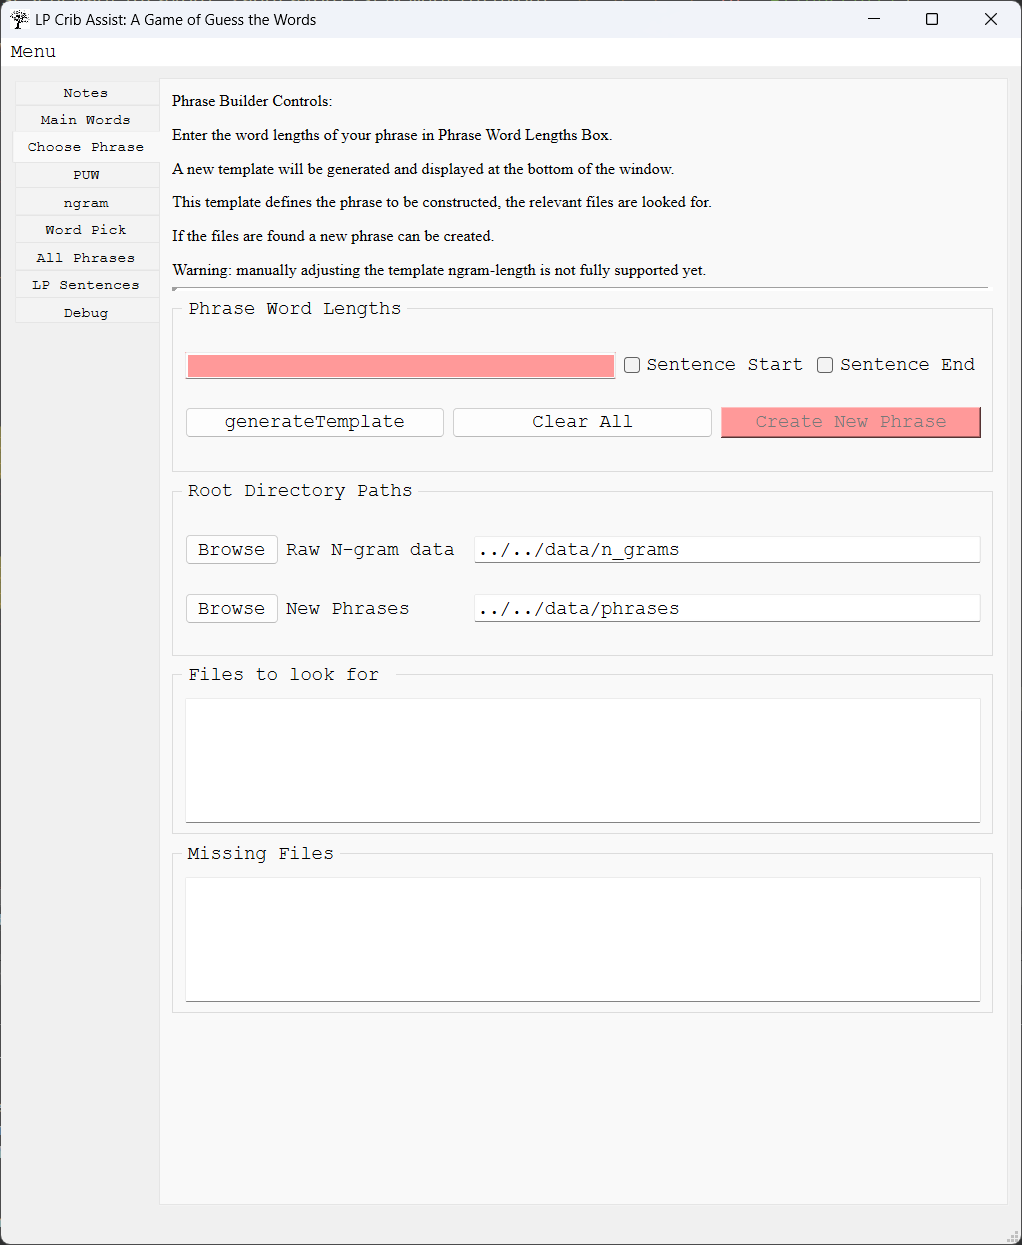 LP Crib Assist: A Game of Guess the Words
Menu
Notes
Main Words
Choose Phrase
PUW
ngram
Word Pick
All Phrases
LP Sentences
Debug
Phrase Builder Controls:
Enter the word lengths of your phrase in Phrase Word Lengths Box.
A new template will be generated and displayed at the bottom of the window.
This template defines the phrase to be constructed, the relevant files are looked for.
If the files are found a new phrase can be created.
Warning: manually adjusting the template ngram-length is not fully supported yet.
Phrase Word Lengths
Sentence Start Sentence End
generateTemplate Clear All Create New Phrase
Root Directory Paths
Browse Raw N-gram data ../../data/n_grams
Browse New Phrases ../../data/phrases
Files to look for
Missing Files